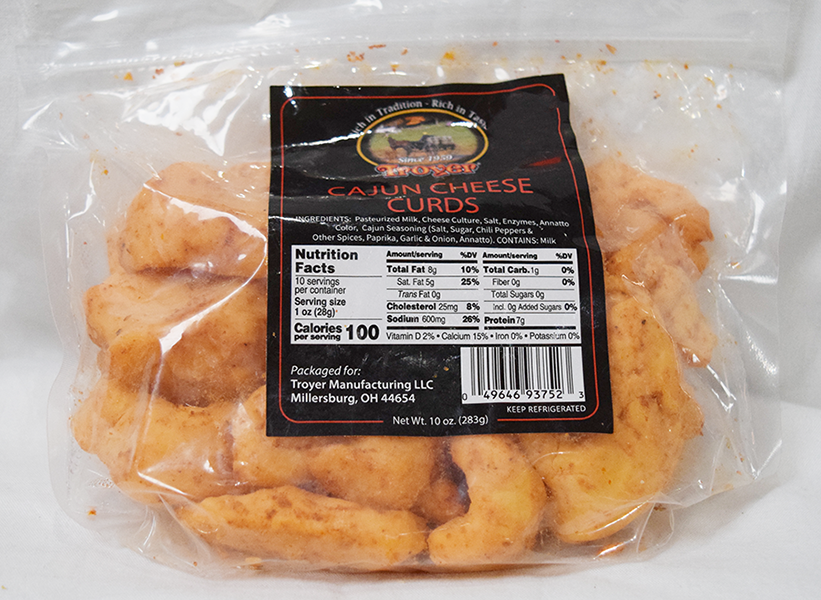 Rich in Tradition - Rich in Taste
Since 1959
Troyer
CAJUN CHEESE
CURDS
INGREDIENTS: Pasteurized Milk, Cheese Culture, Salt, Enzymes, Annatto
Color, Cajun Seasoning (Salt, Sugar, Chili Peppers &
Other Spices, Paprika, Garlic & Onion, Annatto). CONTAINS: Milk
Nutrition
Facts
10 servings
per container
Serving size
1 oz (28g)
Calories 100
per serving
Amount/serving %DV
Total Fat 8g 10%
Sat. Fat 5g 25%
Trans Fat 0g
Cholesterol 25mg 8%
Sodium 600mg 26%
Amount/serving %DV
Total Carb. 1g 0%
Fiber 0g 0%
Total Sugars 0g
Incl. 0g Added Sugars 0%
Protein 7g
Vitamin D 2% • Calcium 15% • Iron 0% • Potassium 0%
Packaged for:
Troyer Manufacturing LLC
Millersburg, OH 44654
0 49646 93752 3
KEEP REFRIGERATED
Net Wt. 10 oz. (283g)